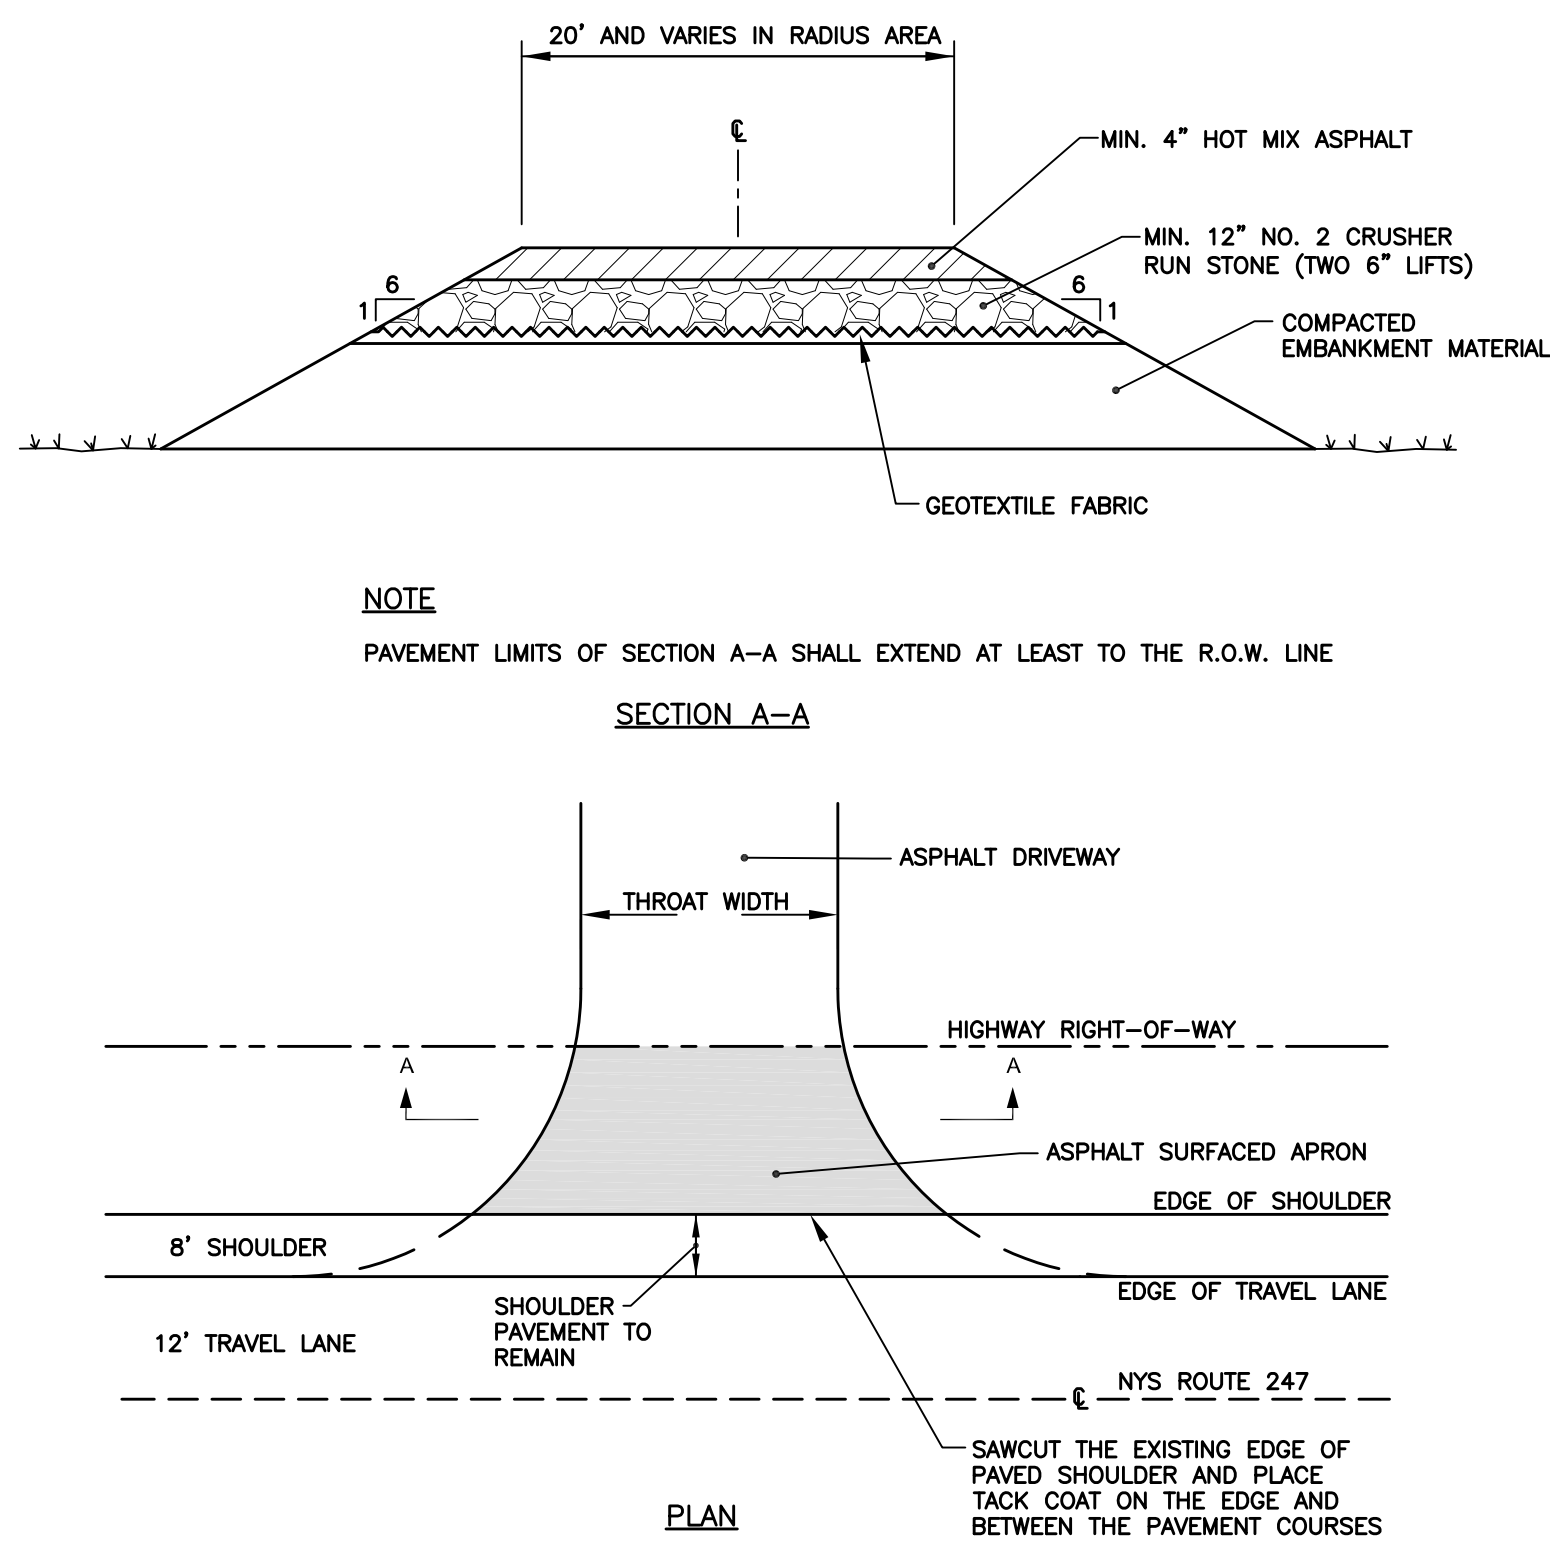 20' AND VARIES IN RADIUS AREA
℄
MIN. 4" HOT MIX ASPHALT
MIN. 12" NO. 2 CRUSHER
RUN STONE (TWO 6" LIFTS)
6
1
6
1
COMPACTED
EMBANKMENT MATERIAL
GEOTEXTILE FABRIC
NOTE
PAVEMENT LIMITS OF SECTION A-A SHALL EXTEND AT LEAST TO THE R.O.W. LINE
SECTION A-A
ASPHALT DRIVEWAY
THROAT WIDTH
HIGHWAY RIGHT-OF-WAY
A
A
ASPHALT SURFACED APRON
EDGE OF SHOULDER
8' SHOULDER
EDGE OF TRAVEL LANE
SHOULDER
PAVEMENT TO
REMAIN
12' TRAVEL LANE
NYS ROUTE 247
℄
SAWCUT THE EXISTING EDGE OF
PAVED SHOULDER AND PLACE
TACK COAT ON THE EDGE AND
BETWEEN THE PAVEMENT COURSES
PLAN